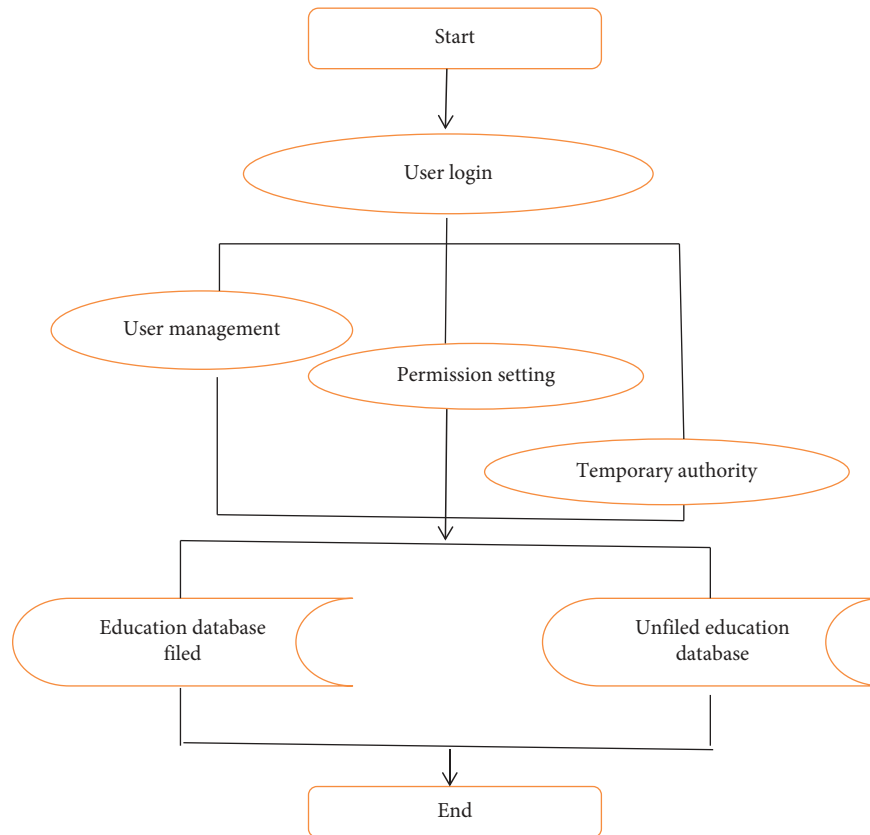 Start
User login
User management
Permission setting
Temporary authority
Education database
filed
Unfiled education
database
End